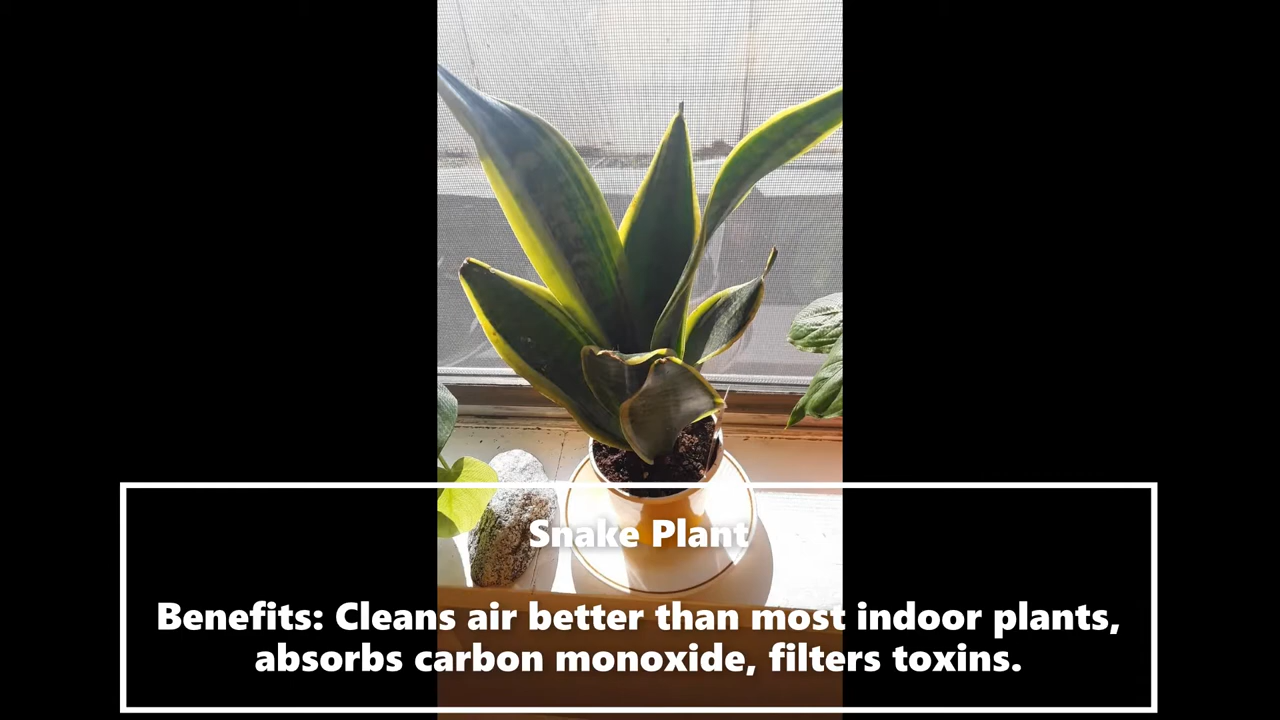 Snake Plant
Benefits: Cleans air better than most indoor plants,
absorbs carbon monoxide, filters toxins.